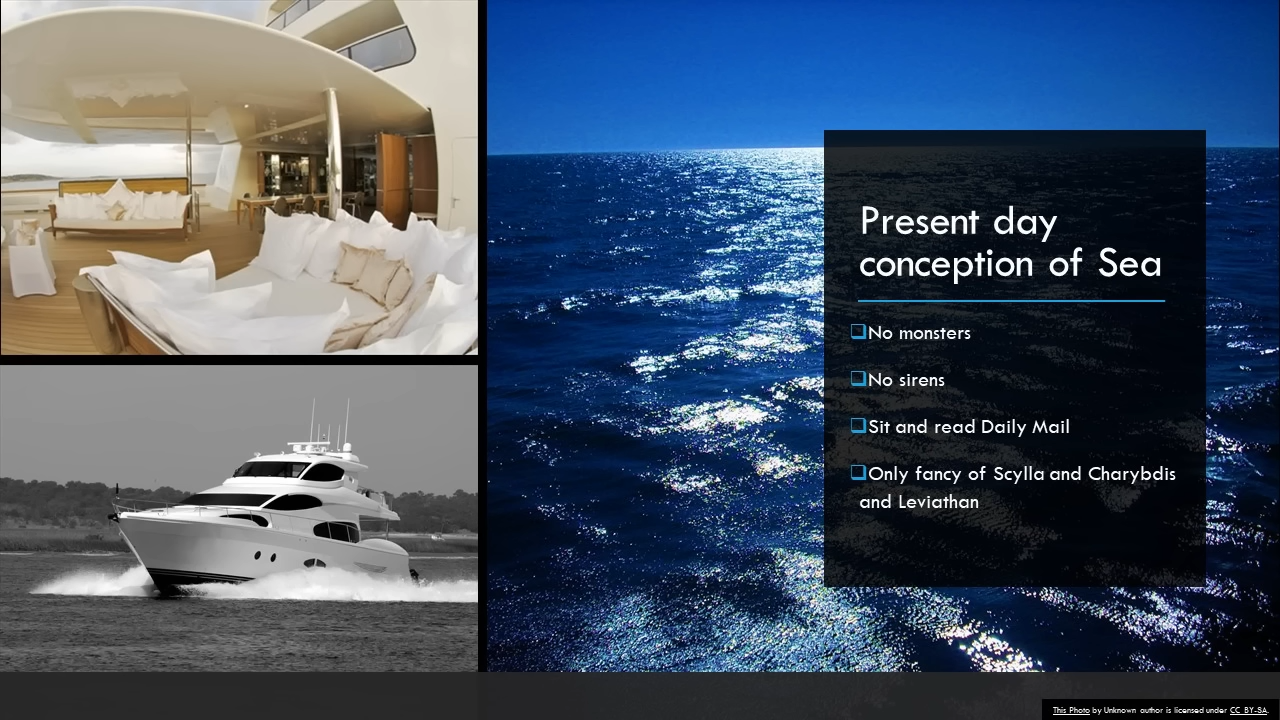 Present day
conception of Sea
❑No monsters
❑No sirens
❑Sit and read Daily Mail
❑Only fancy of Scylla and Charybdis
and Leviathan
This Photo by Unknown author is licensed under CC BY-SA.